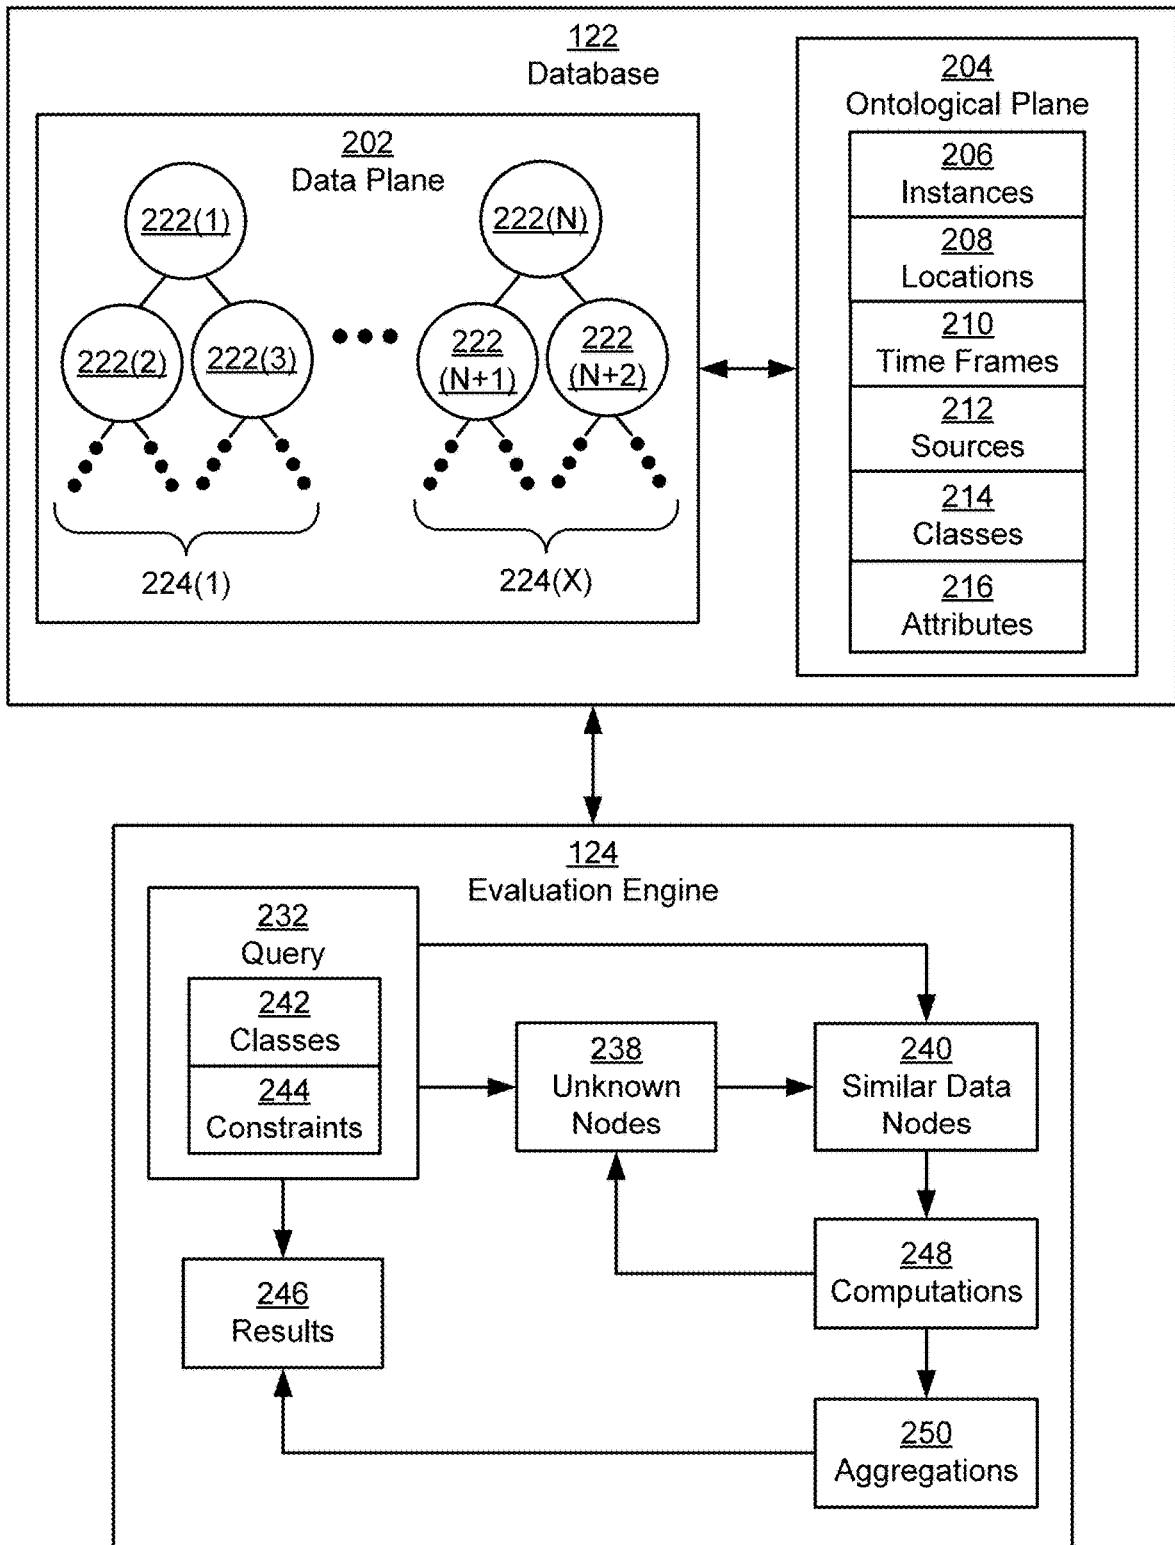 122
Database
202
Data Plane
222(1)
222(N)
222(2)
222(3)
222
(N+1)
222
(N+2)
224(1)
224(X)
204
Ontological Plane
206
Instances
208
Locations
210
Time Frames
212
Sources
214
Classes
216
Attributes
124
Evaluation Engine
232
Query
242
Classes
244
Constraints
238
Unknown
Nodes
240
Similar Data
Nodes
246
Results
248
Computations
250
Aggregations